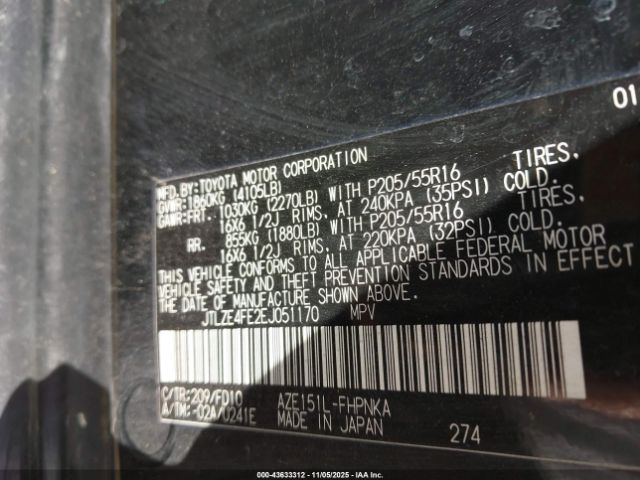 01
MFD.BY:TOYOTA MOTOR CORPORATION
GVWR:1860KG (4105LB)
GAWR:FRT. 1030KG (2270LB) WITH P205/55R16 TIRES,
16X6 1/2J RIMS, AT 240KPA (35PSI) COLD.
RR. 855KG (1880LB) WITH P205/55R16 TIRES,
16X6 1/2J RIMS, AT 220KPA (32PSI) COLD.
THIS VEHICLE CONFORMS TO ALL APPLICABLE FEDERAL MOTOR
VEHICLE SAFETY AND THEFT PREVENTION STANDARDS IN EFFECT
DATE OF MANUFACTURE SHOWN ABOVE.
JTLZE4FE2EJ051170 MPV
C/TR:209/FD10 AZE151L-FHPNKA
A/TM:-02A/U241E MADE IN JAPAN 274
000-43633312 — 11/05/2025 — IAA Inc.